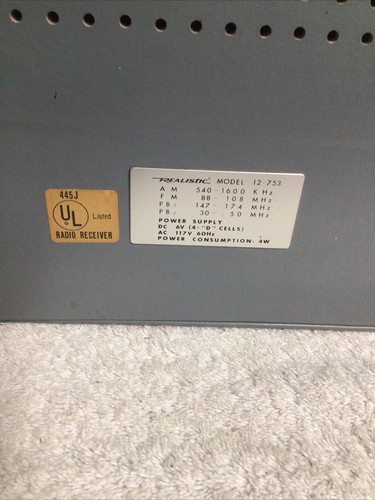 445J
UL Listed
RADIO RECEIVER
REALISTIC MODEL 12-753
AM 540-1600 KHz
FM 88-108 MHz
PB: 147-174 MHz
PB: 30-50 MHz
POWER SUPPLY
DC 6V (4-"D" CELLS)
AC 117V 60Hz
POWER CONSUMPTION: 4W